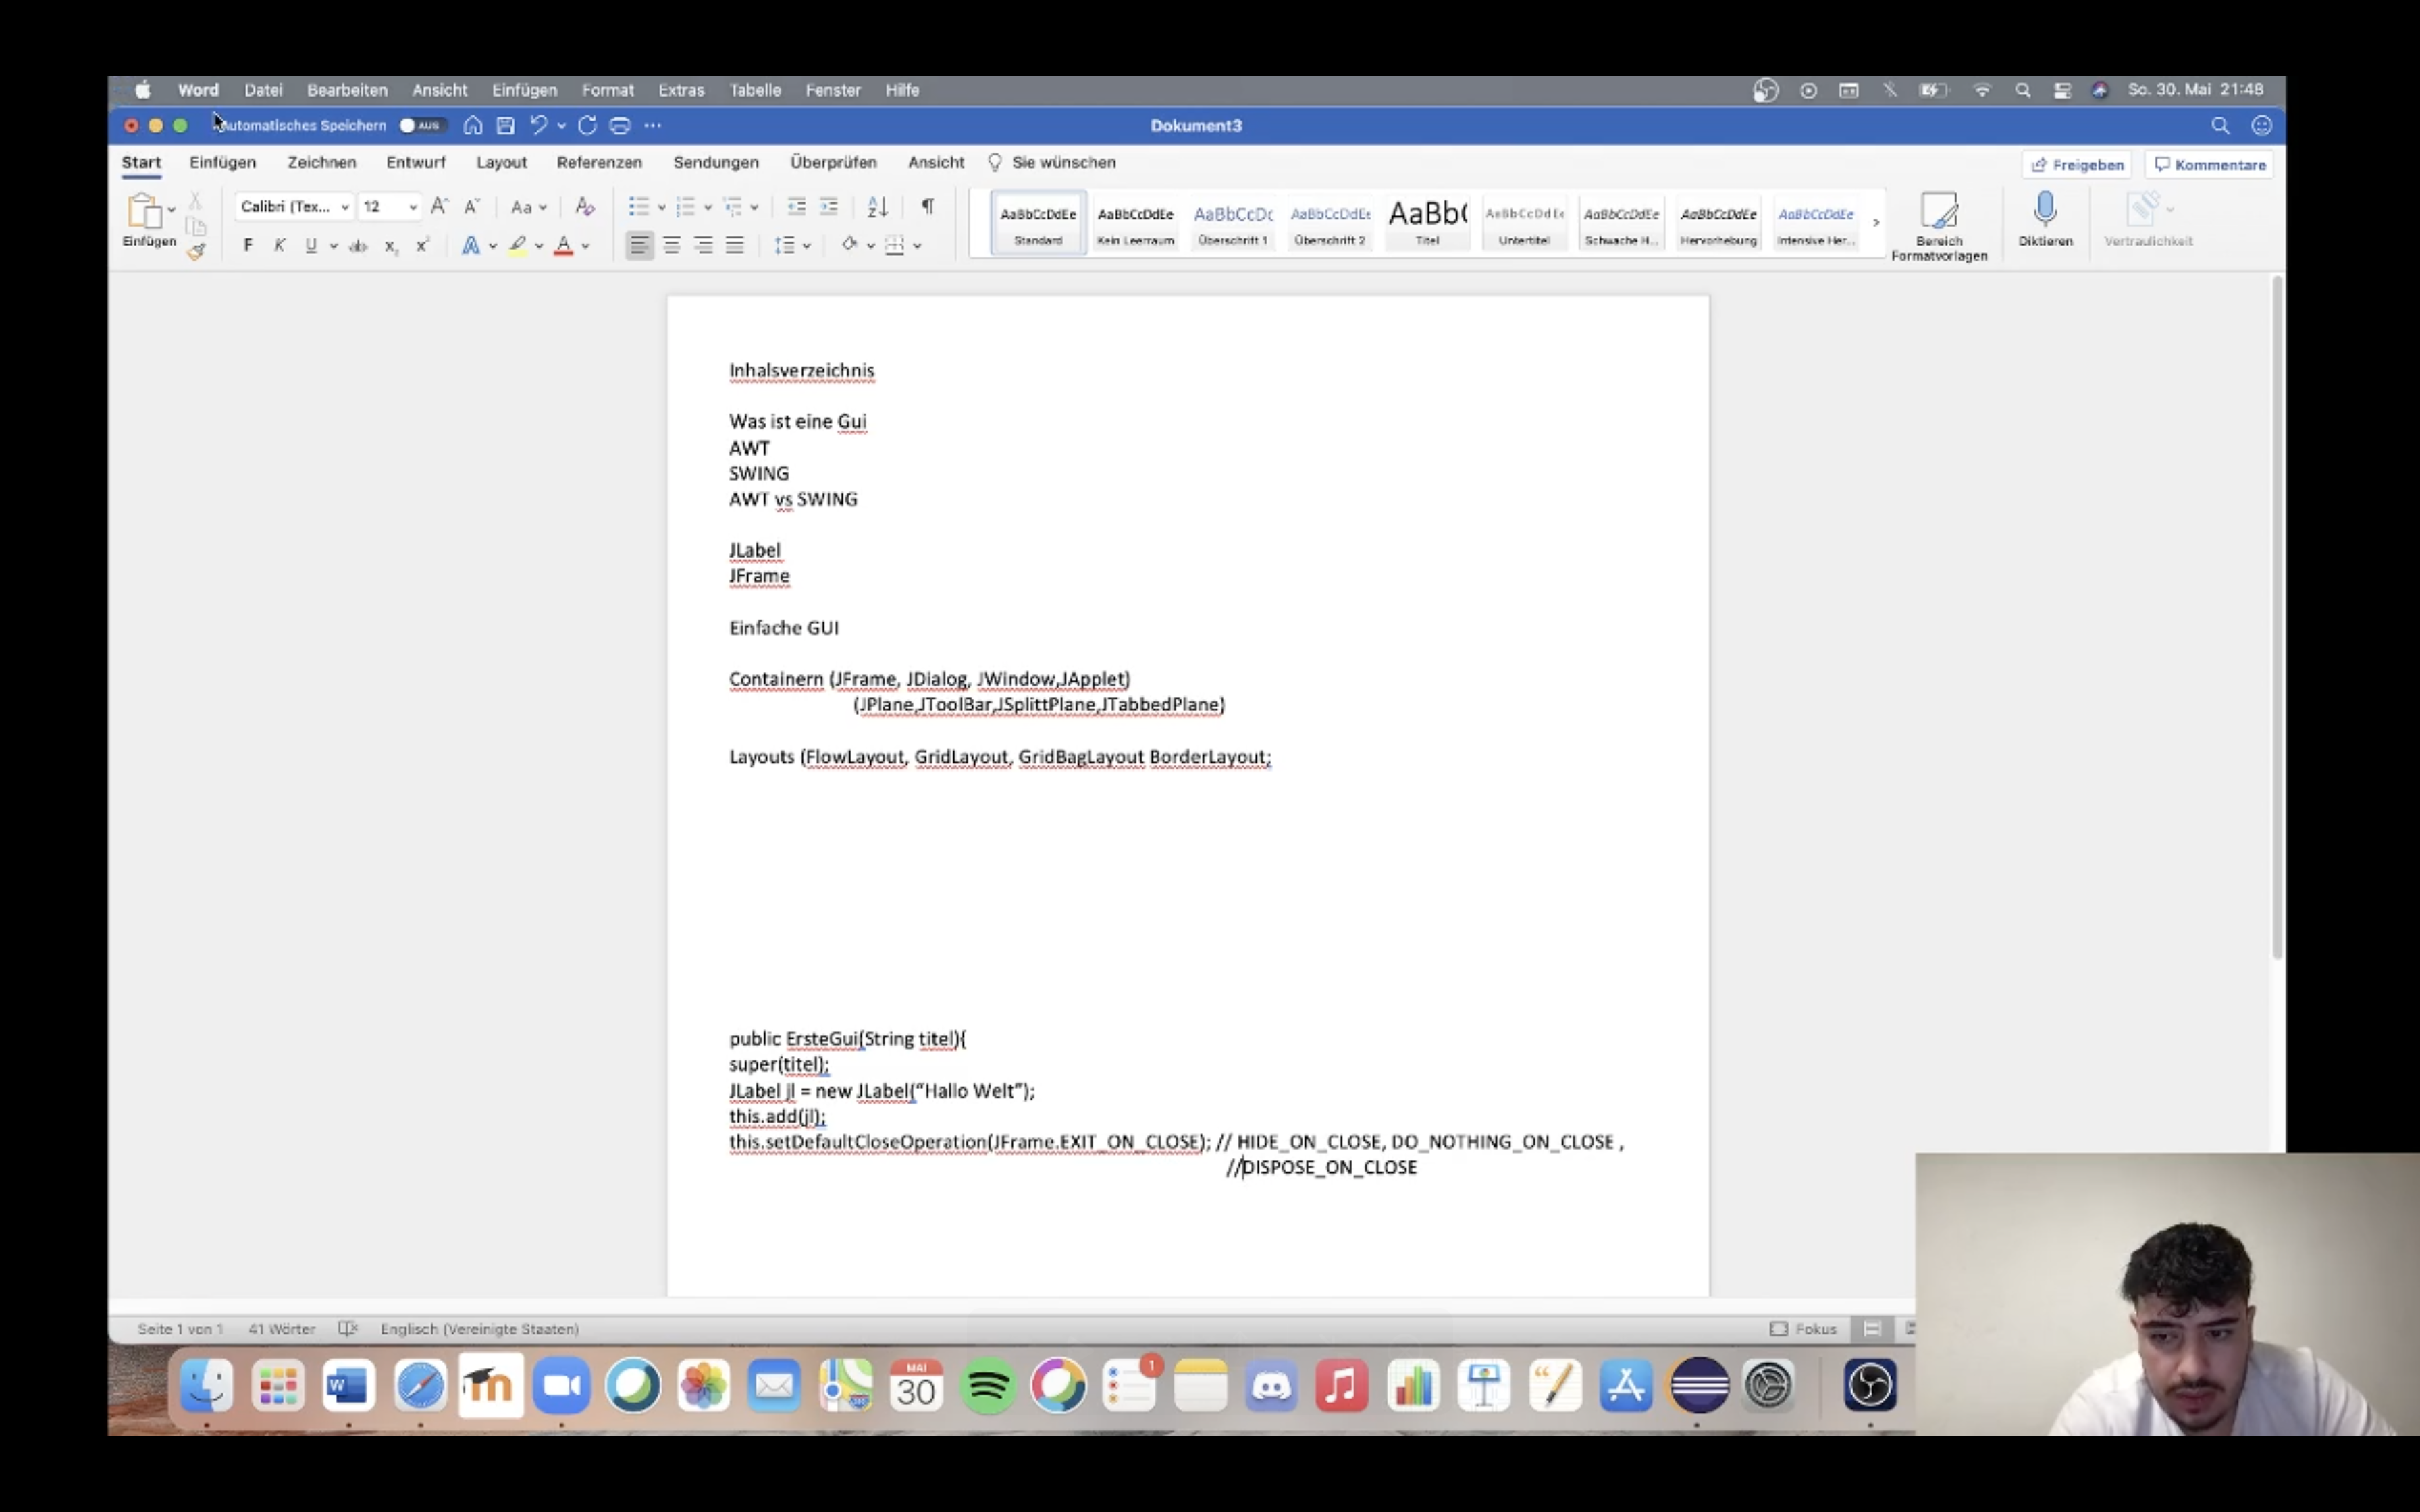 Word Datei Bearbeiten Ansicht Einfügen Format Extras Tabelle Fenster Hilfe So. 30. Mai 21:48
Automatisches Speichern AUS Dokument3
Start Einfügen Zeichnen Entwurf Layout Referenzen Sendungen Überprüfen Ansicht Sie wünschen Freigeben Kommentare
Calibri (Tex... 12 Aa
AaBbCcDdEe AaBbCcDdEe AaBbCcDc AaBbCcDdEe AaBb( AaBbCcDdEe AaBbCcDdEe AaBbCcDdEe AaBbCcDdEe
Einfügen F K U ab x, x² A A Standard Kein Leerraum Überschrift 1 Überschrift 2 Titel Untertitel Schwache H... Hervorhebung Intensive Her... Bereich Formatvorlagen Diktieren Vertraulichkeit
Inhalsverzeichnis
Was ist eine Gui
AWT
SWING
AWT vs SWING
JLabel
JFrame
Einfache GUI
Containern (JFrame, JDialog, JWindow,JApplet)
(JPlane,JToolBar,JSplittPlane,JTabbedPlane)
Layouts (FlowLayout, GridLayout, GridBagLayout BorderLayout;
public ErsteGui(String titel){
super(titel);
JLabel jl = new JLabel(“Hallo Welt”);
this.add(jl);
this.setDefaultCloseOperation(JFrame.EXIT_ON_CLOSE); // HIDE_ON_CLOSE, DO_NOTHING_ON_CLOSE ,
//DISPOSE_ON_CLOSE
Seite 1 von 1 41 Wörter Englisch (Vereinigte Staaten) Fokus
MAI
30
1